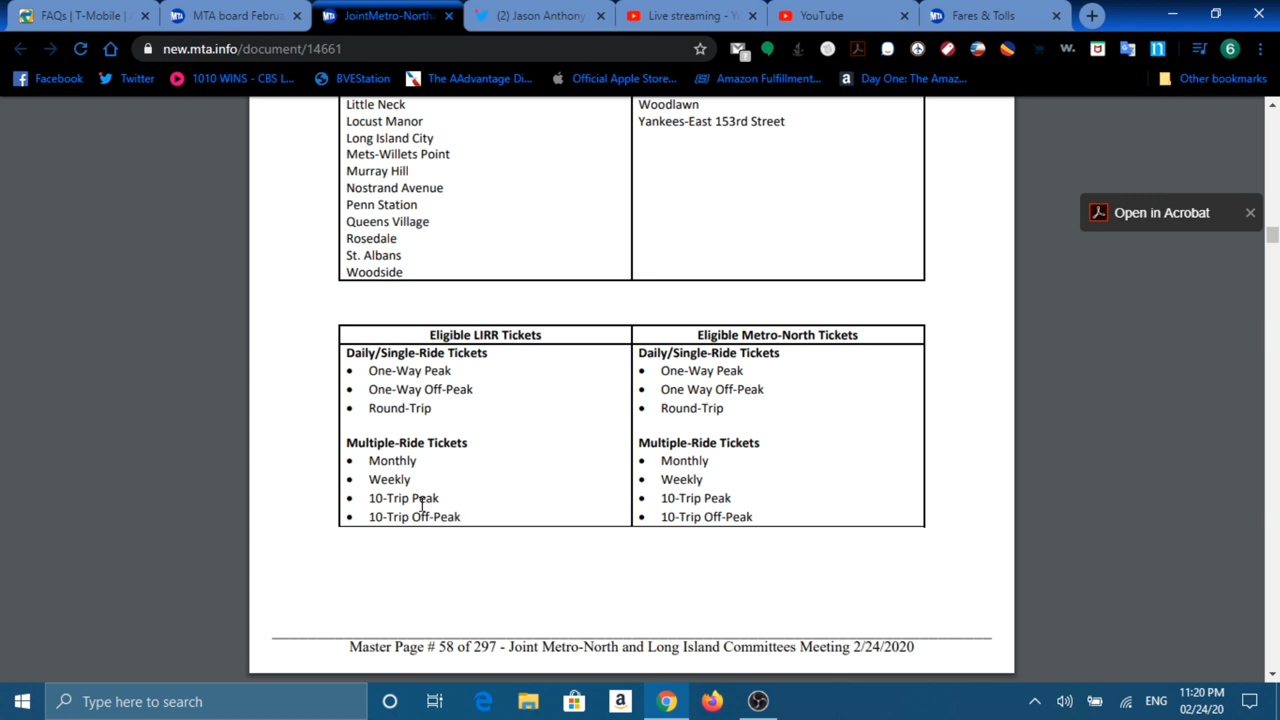 FAQs | T-Mobile |
MTA board Februa
JointMetro-North
(2) Jason Anthony
Live streaming - Y
YouTube
Fares & Tolls
new.mta.info/document/14661
6
Facebook
Twitter
1010 WINS - CBS L...
BVEStation
The AAdvantage Di...
Official Apple Store...
Amazon Fulfillment...
Day One: The Amaz...
Other bookmarks
Little Neck
Locust Manor
Long Island City
Mets-Willets Point
Murray Hill
Nostrand Avenue
Penn Station
Queens Village
Rosedale
St. Albans
Woodside
Woodlawn
Yankees-East 153rd Street
Open in Acrobat
Eligible LIRR Tickets
Daily/Single-Ride Tickets
• One-Way Peak
• One-Way Off-Peak
• Round-Trip
Multiple-Ride Tickets
• Monthly
• Weekly
• 10-Trip Peak
• 10-Trip Off-Peak
Eligible Metro-North Tickets
Daily/Single-Ride Tickets
• One-Way Peak
• One Way Off-Peak
• Round-Trip
Multiple-Ride Tickets
• Monthly
• Weekly
• 10-Trip Peak
• 10-Trip Off-Peak
Master Page # 58 of 297 - Joint Metro-North and Long Island Committees Meeting 2/24/2020
Type here to search
ENG
11:20 PM
02/24/20